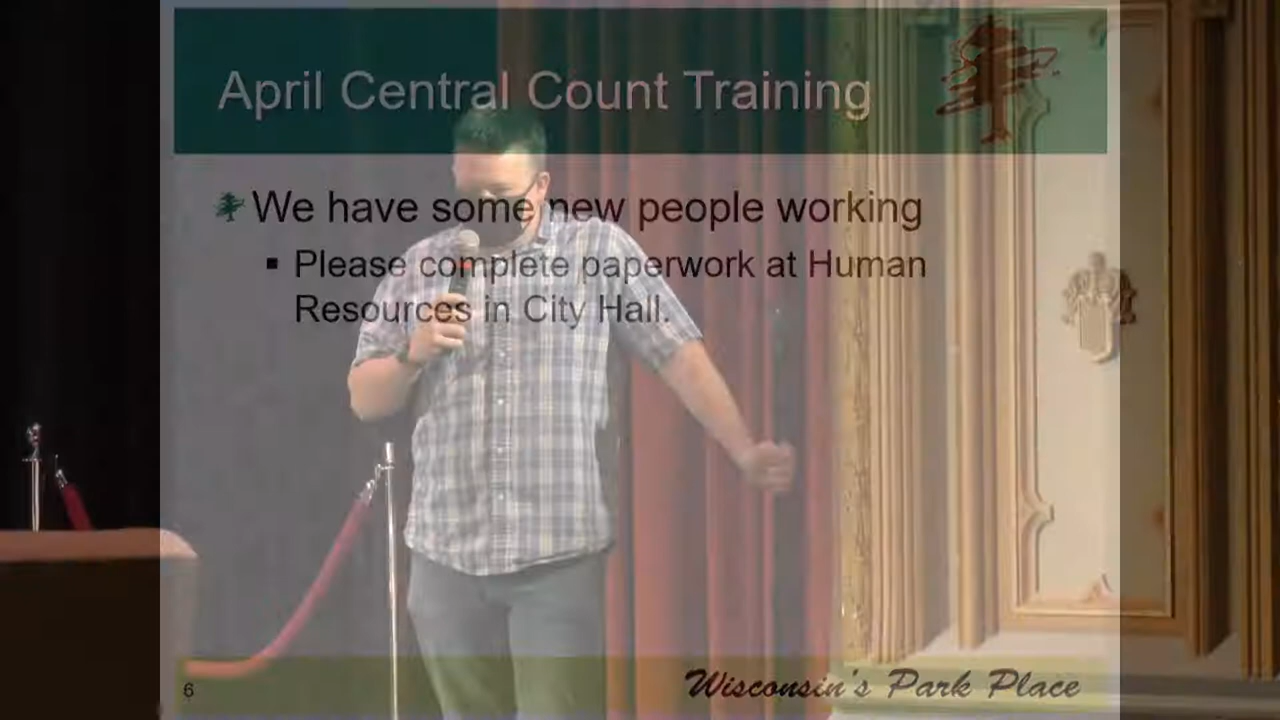 April Central Count Training
We have some new people working
Please complete paperwork at Human
Resources in City Hall.
6
Wisconsin's Park Place